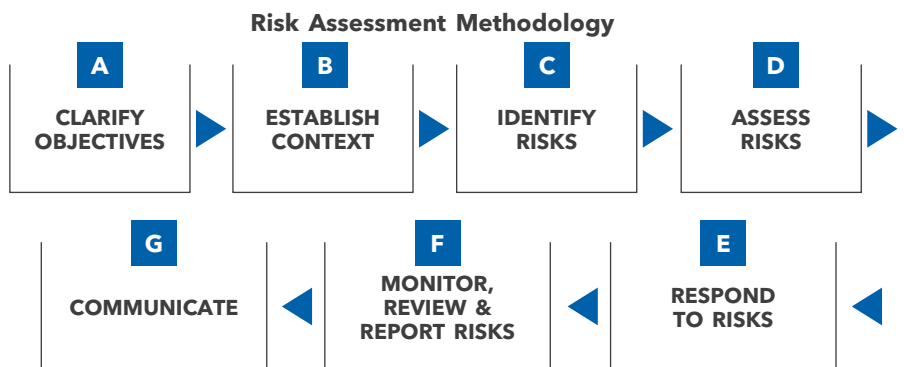 Risk Assessment Methodology
A
CLARIFY
OBJECTIVES
B
ESTABLISH
CONTEXT
C
IDENTIFY
RISKS
D
ASSESS
RISKS
E
RESPOND
TO RISKS
F
MONITOR,
REVIEW &
REPORT RISKS
G
COMMUNICATE